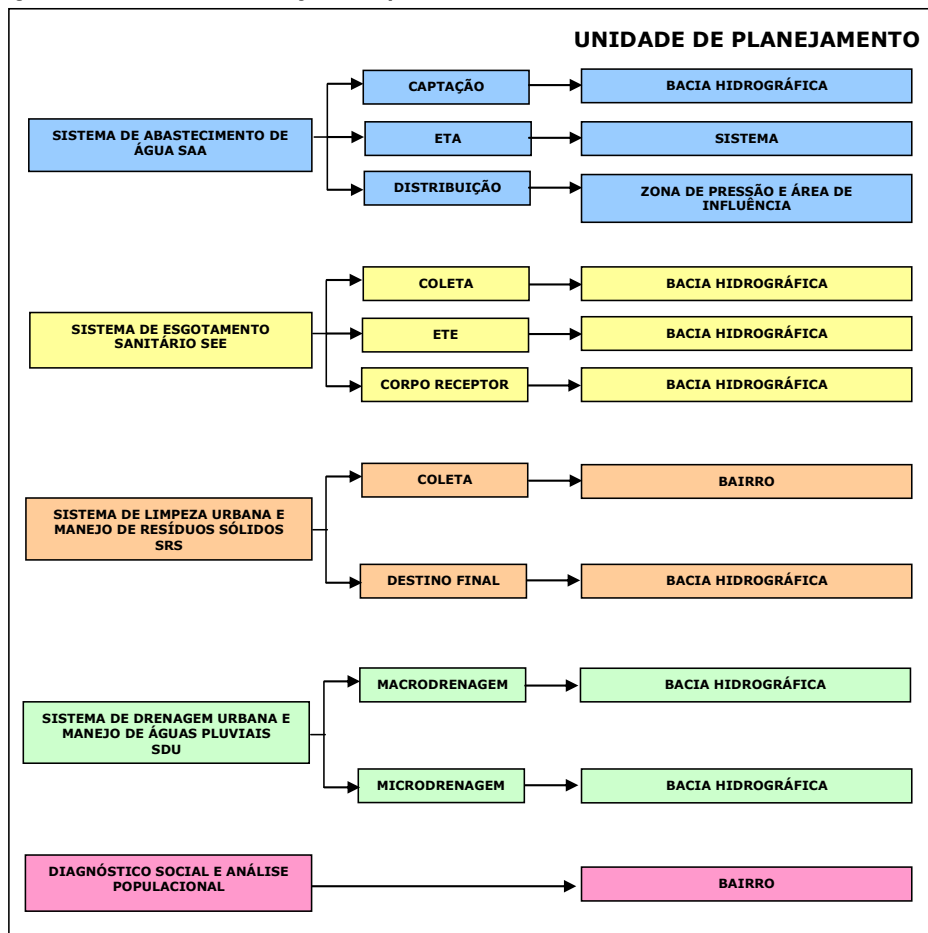 UNIDADE DE PLANEJAMENTO
SISTEMA DE ABASTECIMENTO DE
ÁGUA SAA
CAPTAÇÃO
BACIA HIDROGRÁFICA
ETA
SISTEMA
DISTRIBUIÇÃO
ZONA DE PRESSÃO E ÁREA DE
INFLUÊNCIA
SISTEMA DE ESGOTAMENTO
SANITÁRIO SEE
COLETA
BACIA HIDROGRÁFICA
ETE
BACIA HIDROGRÁFICA
CORPO RECEPTOR
BACIA HIDROGRÁFICA
SISTEMA DE LIMPEZA URBANA E
MANEJO DE RESÍDUOS SÓLIDOS
SRS
COLETA
BAIRRO
DESTINO FINAL
BACIA HIDROGRÁFICA
SISTEMA DE DRENAGEM URBANA E
MANEJO DE ÁGUAS PLUVIAIS
SDU
MACRODRENAGEM
BACIA HIDROGRÁFICA
MICRODRENAGEM
BACIA HIDROGRÁFICA
DIAGNÓSTICO SOCIAL E ANÁLISE
POPULACIONAL
BAIRRO